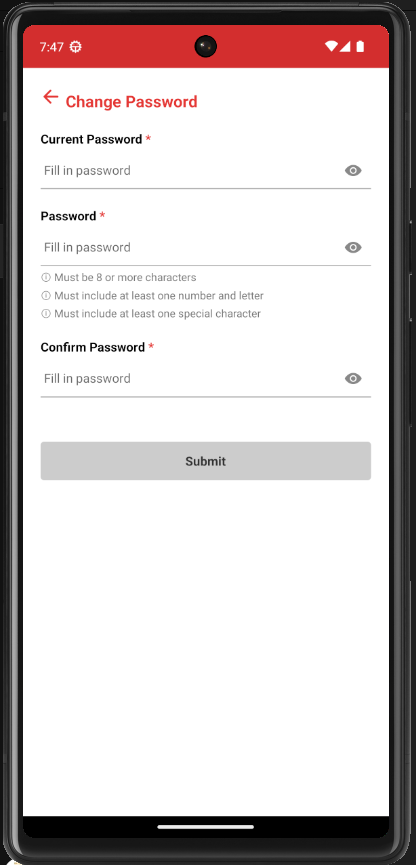 7:47
Change Password
Current Password *
Fill in password
Password *
Fill in password
Must be 8 or more characters
Must include at least one number and letter
Must include at least one special character
Confirm Password *
Fill in password
Submit